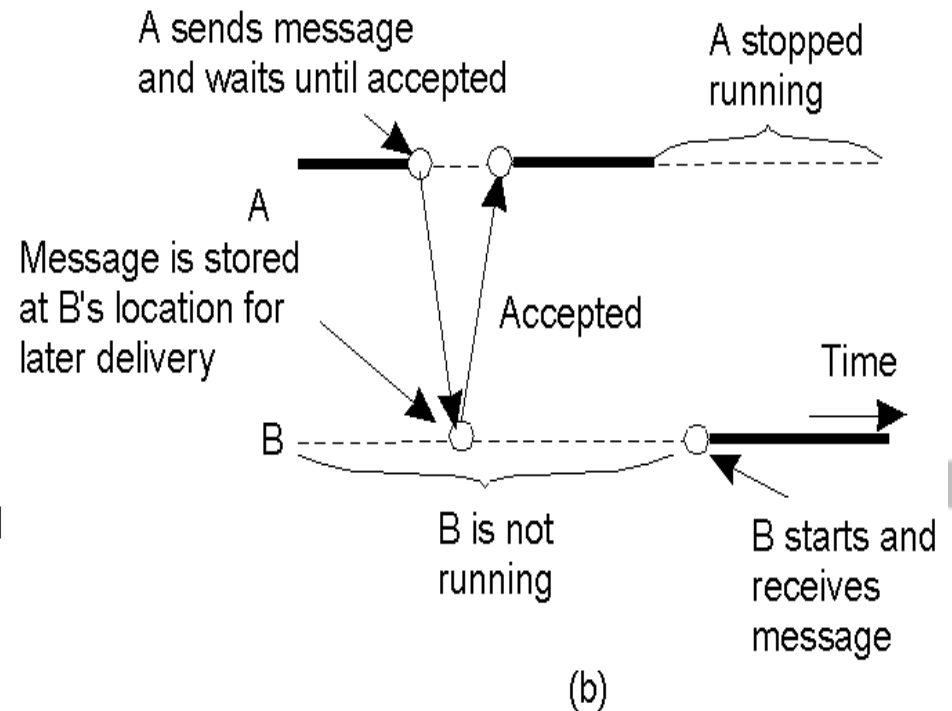 A sends message
and waits until accepted
A stopped
running
A
Message is stored
at B's location for
later delivery
Accepted
Time
B
B is not
running
B starts and
receives
message
(b)